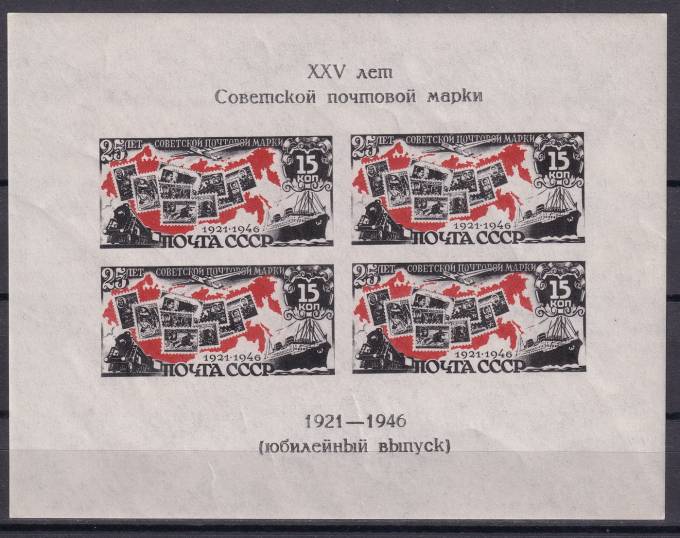 XXV лет
Советской почтовой марки
25 ЛЕТ СОВЕТСКОЙ ПОЧТОВОЙ МАРКИ
15
КОП
1921-1946
ПОЧТА СССР
25 ЛЕТ СОВЕТСКОЙ ПОЧТОВОЙ МАРКИ
15
КОП
1921-1946
ПОЧТА СССР
25 ЛЕТ СОВЕТСКОЙ ПОЧТОВОЙ МАРКИ
15
КОП
1921-1946
ПОЧТА СССР
25 ЛЕТ СОВЕТСКОЙ ПОЧТОВОЙ МАРКИ
15
КОП
1921-1946
ПОЧТА СССР
1921—1946
(юбилейный выпуск)